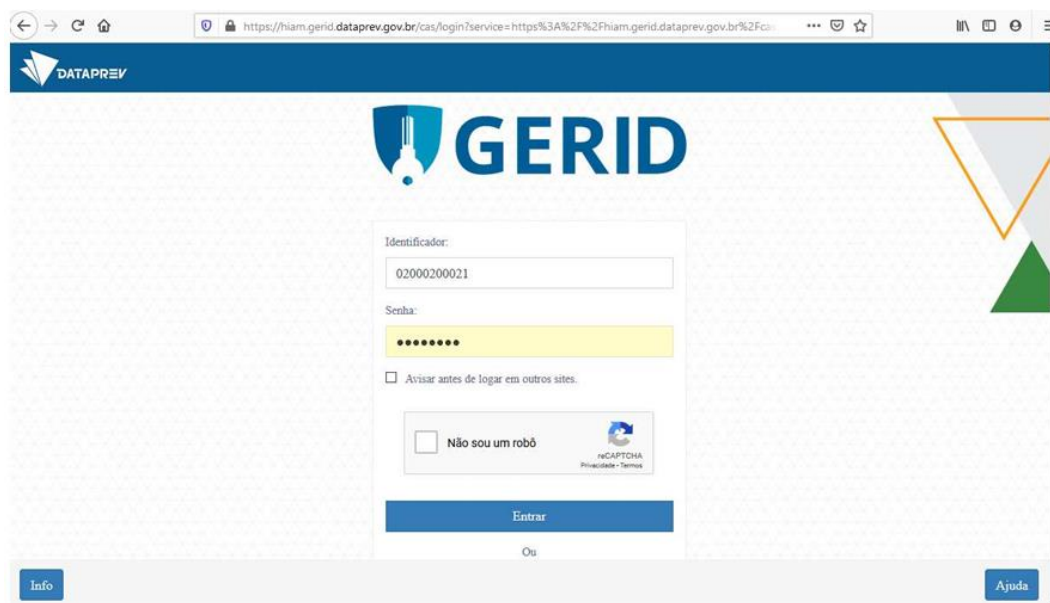 https://hiam.gerid.dataprev.gov.br/cas/login?service=https%3A%2F%2Fhiam.gerid.dataprev.gov.br%2Fcas
DATAPREV
GERID
Identificador:
02000200021
Senha:
••••••••
Avisar antes de logar em outros sites.
Não sou um robô
reCAPTCHA
Privacidade - Termos
Entrar
Ou
Info
Ajuda